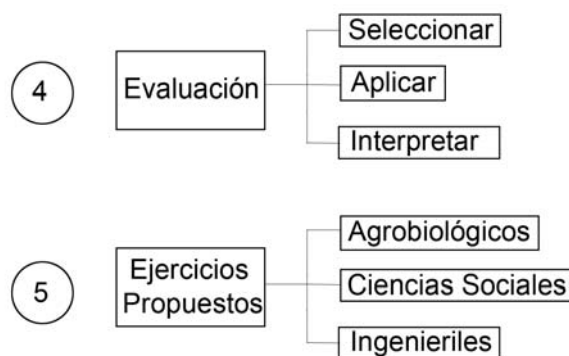 4
Evaluación
Seleccionar
Aplicar
Interpretar
5
Ejercicios
Propuestos
Agrobiológicos
Ciencias Sociales
Ingenieriles